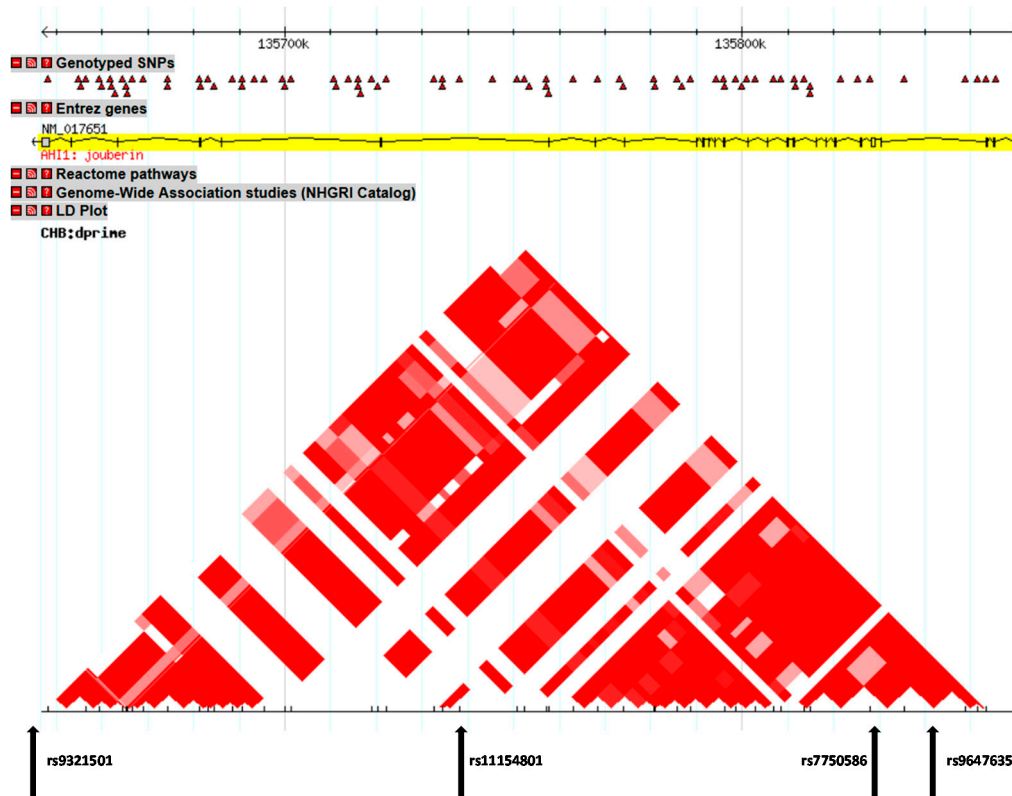 135700k 135800k
Genotyped SNPs
Entrez genes
NM_017651
AHI1: jouberin
Reactome pathways
Genome-Wide Association studies (NHGRI Catalog)
LD Plot
CHB:dprime
rs9321501 rs11154801 rs7750586 rs9647635